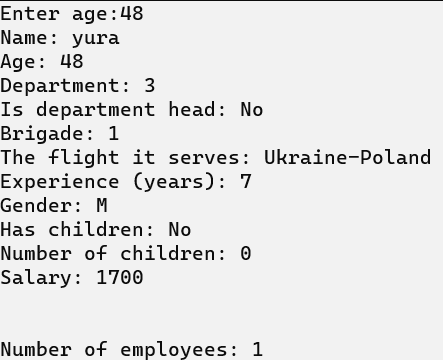 Enter age:48
Name: yura
Age: 48
Department: 3
Is department head: No
Brigade: 1
The flight it serves: Ukraine-Poland
Experience (years): 7
Gender: M
Has children: No
Number of children: 0
Salary: 1700
Number of employees: 1